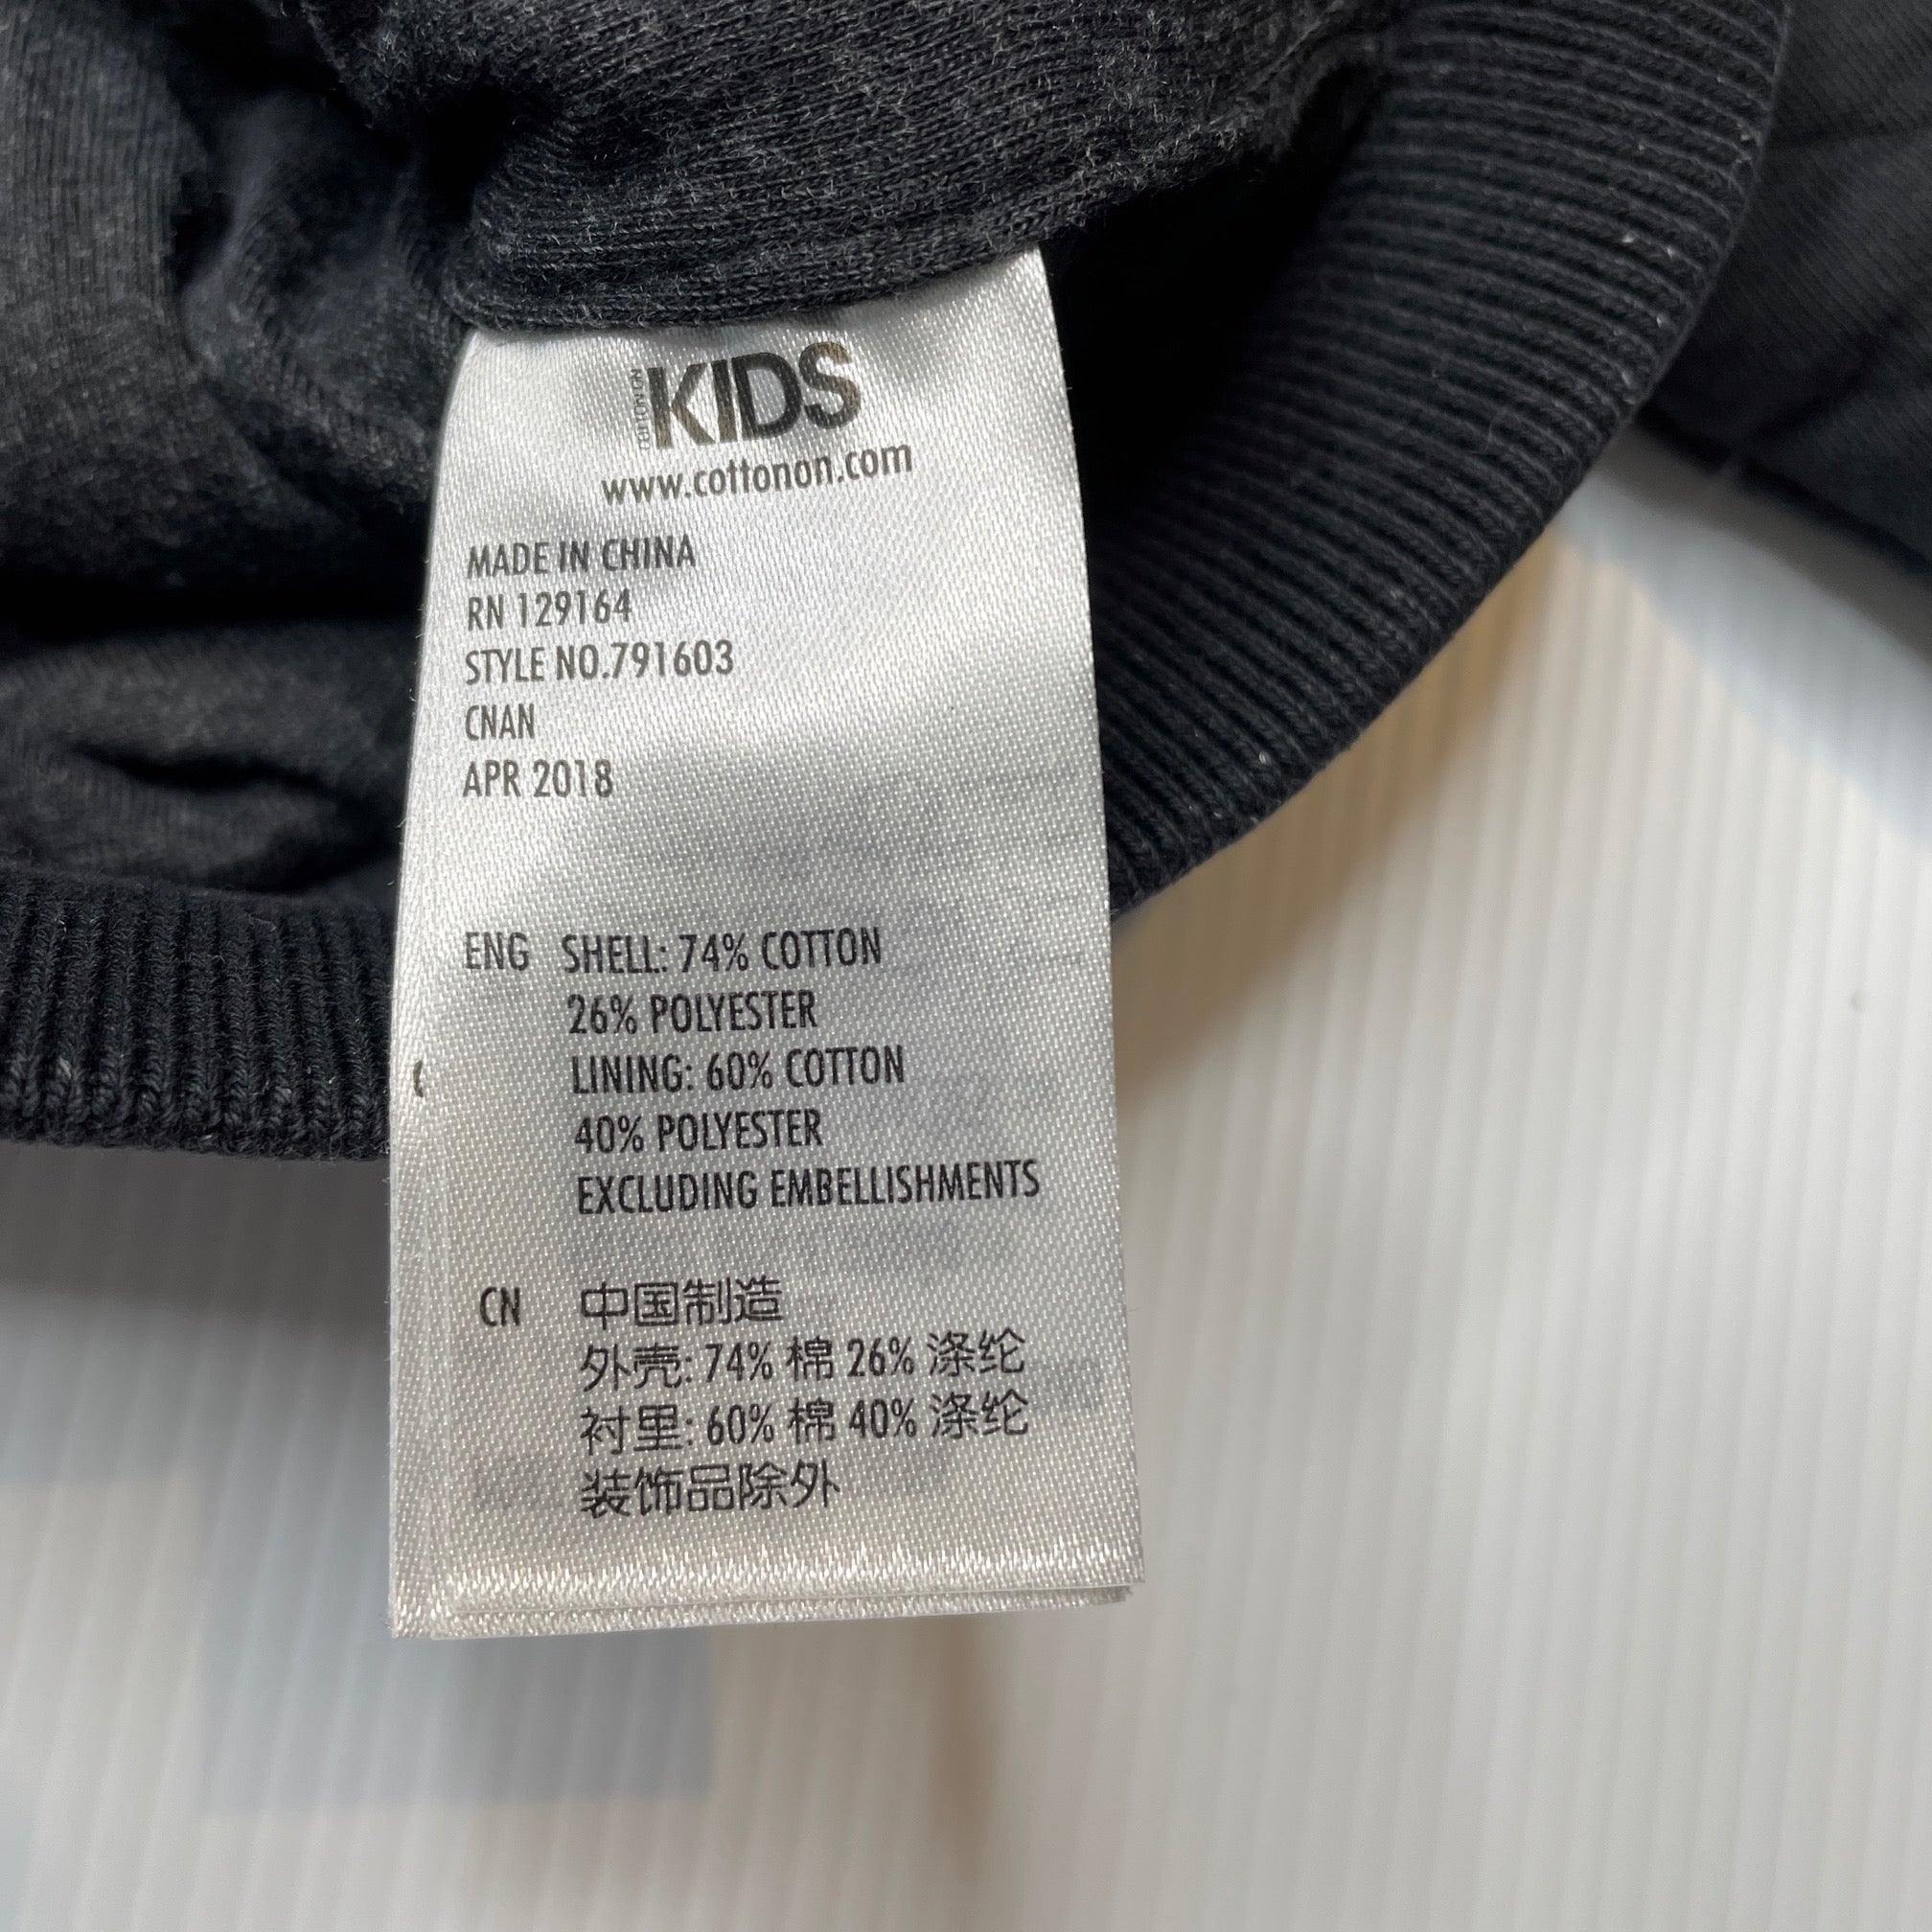 COTTON ON
KIDS
www.cottonon.com
MADE IN CHINA
RN 129164
STYLE NO.791603
CNAN
APR 2018
ENG SHELL: 74% COTTON
26% POLYESTER
LINING: 60% COTTON
40% POLYESTER
EXCLUDING EMBELLISHMENTS
CN 中国制造
外壳: 74% 棉 26% 涤纶
衬里: 60% 棉 40% 涤纶
装饰品除外